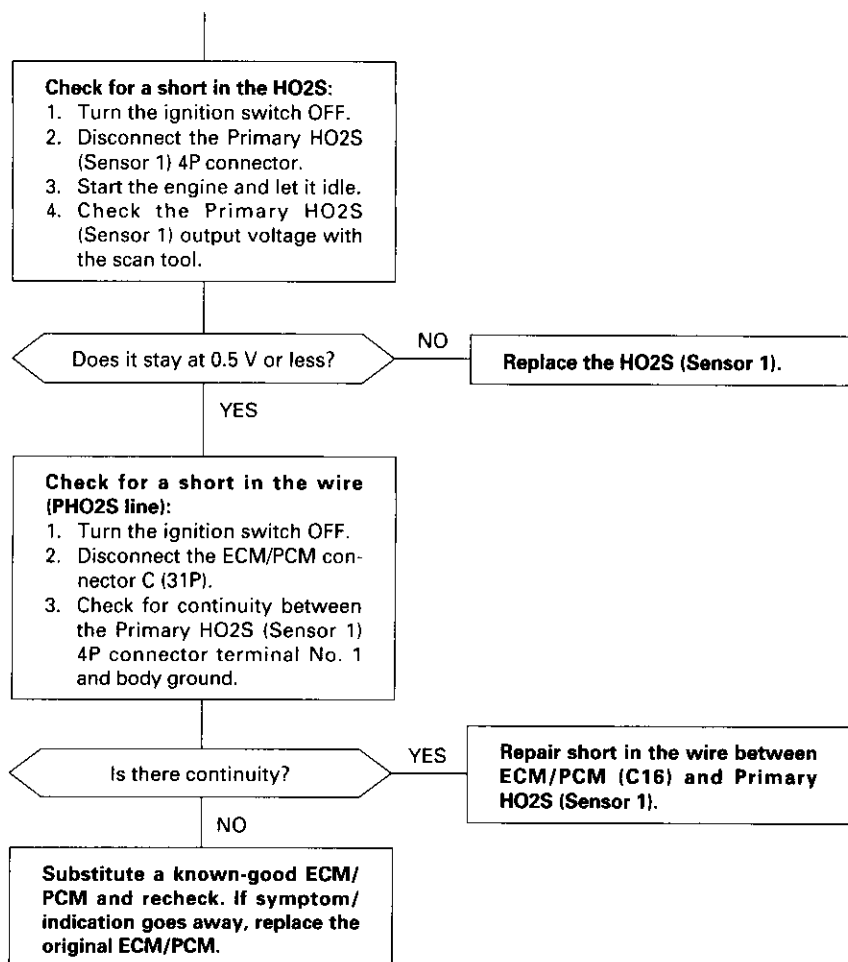 Check for a short in the HO2S:
1. Turn the ignition switch OFF.
2. Disconnect the Primary HO2S
(Sensor 1) 4P connector.
3. Start the engine and let it idle.
4. Check the Primary HO2S
(Sensor 1) output voltage with
the scan tool.
Does it stay at 0.5 V or less?
NO
Replace the HO2S (Sensor 1).
YES
Check for a short in the wire
(PHO2S line):
1. Turn the ignition switch OFF.
2. Disconnect the ECM/PCM con-
nector C (31P).
3. Check for continuity between
the Primary HO2S (Sensor 1)
4P connector terminal No. 1
and body ground.
Is there continuity?
YES
Repair short in the wire between
ECM/PCM (C16) and Primary
HO2S (Sensor 1).
NO
Substitute a known-good ECM/
PCM and recheck. If symptom/
indication goes away, replace the
original ECM/PCM.